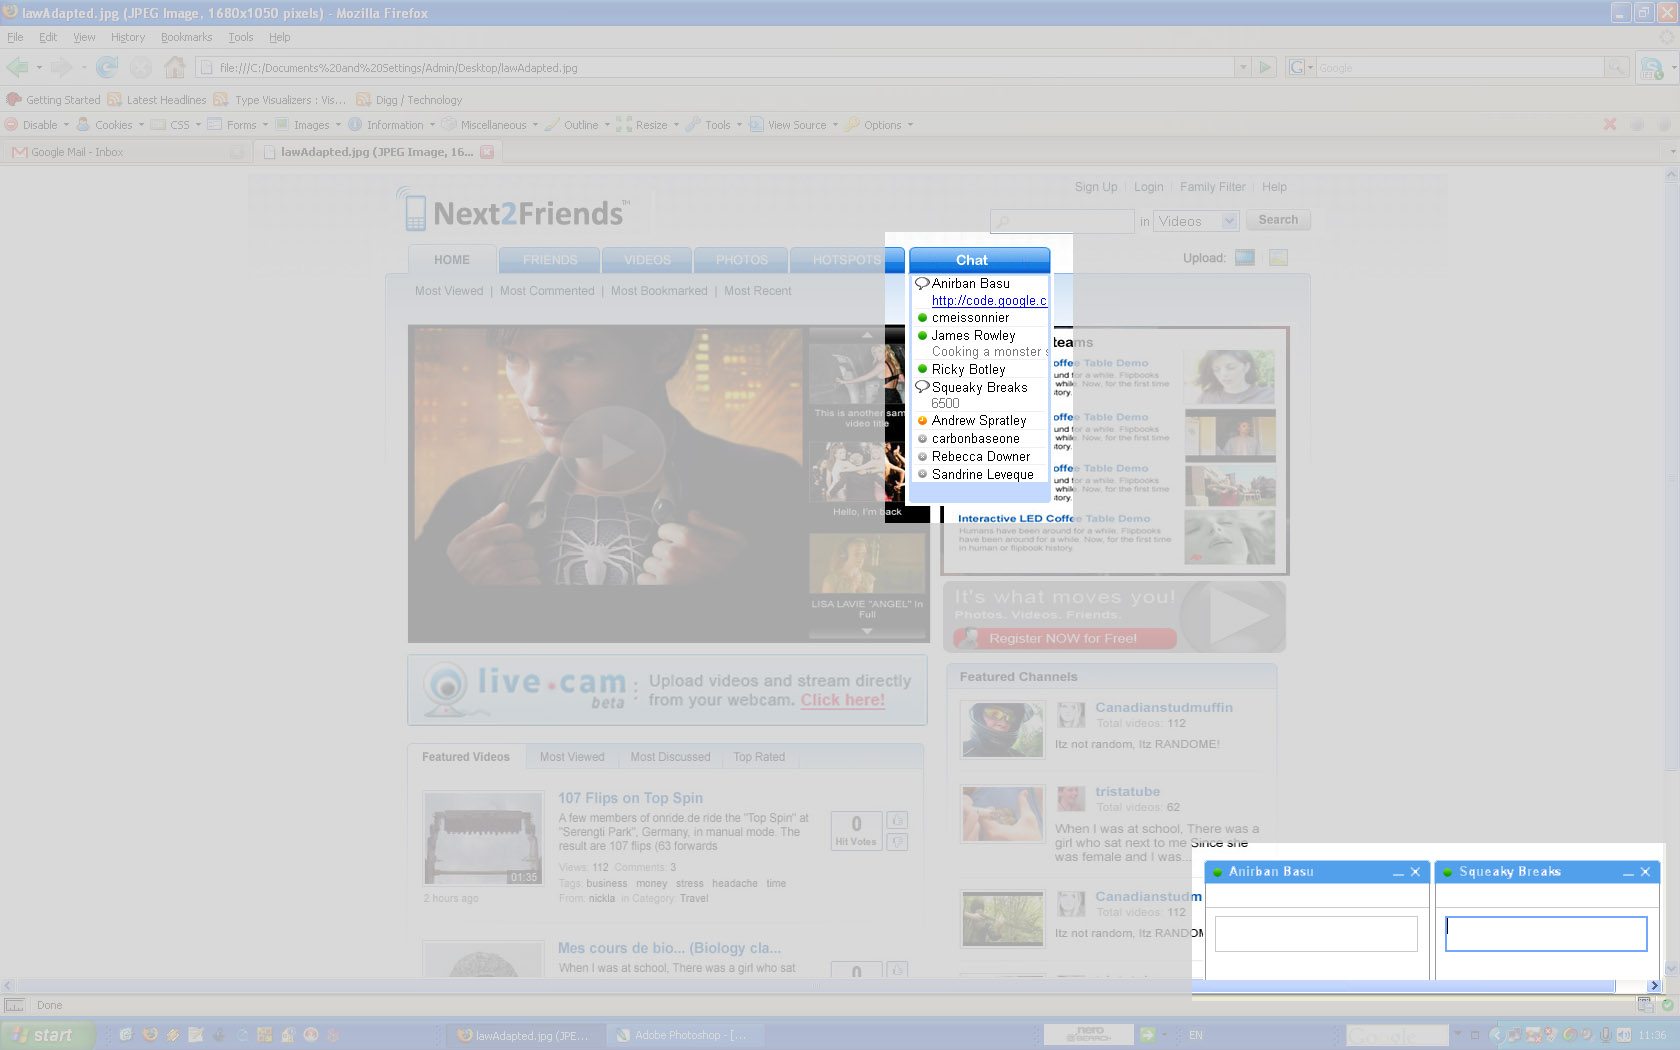 lawAdapted.jpg (JPEG Image, 1680x1050 pixels) - Mozilla Firefox
File Edit View History Bookmarks Tools Help
file:///C:/Documents%20and%20Settings/Admin/Desktop/lawAdapted.jpg
Google
Getting Started Latest Headlines Type Visualizers : Vis... Digg / Technology
Disable Cookies CSS Forms Images Information Miscellaneous Outline Resize Tools View Source Options
Google Mail - Inbox lawAdapted.jpg (JPEG Image, 16...
Sign Up | Login | Family Filter | Help
Next2Friends™
in Videos Search
HOME FRIENDS VIDEOS PHOTOS HOTSPOTS
Upload:
Most Viewed | Most Commented | Most Bookmarked | Most Recent
Chat
Anirban Basu
http://code.google.c
cmeissonnier
James Rowley
Cooking a monster s
Ricky Botley
Squeaky Breaks
6500
Andrew Spratley
carbonbaseone
Rebecca Downer
Sandrine Leveque
This is another sam
video title
Hello, I'm back
LISA LAVIE "ANGEL" In
Full
teams
offee Table Demo
und for a while. Flipbooks
while. Now, for the first time
istory.
offee Table Demo
und for a while. Flipbooks
while. Now, for the first time
istory.
offee Table Demo
und for a while. Flipbooks
while. Now, for the first time
istory.
Interactive LED Coffee Table Demo
Humans have been around for a while. Flipbooks
have been around for a while. Now, for the first time
in human or flipbook history.
It's what moves you!
Photos. Videos. Friends.
Register NOW for Free!
live.cam beta :
Upload videos and stream directly
from your webcam. Click here!
Featured Videos Most Viewed Most Discussed Top Rated
107 Flips on Top Spin
A few members of onride.de ride the "Top Spin" at
"Serengti Park", Germany, in manual mode. The
result are 107 flips (63 forwards
Views: 112 Comments: 3
Tags: business money stress headache time
From: nickla in Category: Travel
01:35
2 hours ago
0
Hit Votes
Mes cours de bio... (Biology cla...
When I was at school, There was a girl who sat
0
Featured Channels
Canadianstudmuffin
Total videos: 112
Itz not random, Itz RANDOME!
tristatube
Total videos: 62
When I was at school, There was a
girl who sat next to me Since she
was female and I was...
Canadianstudm
Total videos: 112
Itz not random, Itz RANDOM
Anirban Basu
Squeaky Breaks
Done
start
lawAdapted.jpg (JPE...
Adobe Photoshop - [...
nero
SEARCH
EN
Google
11:36